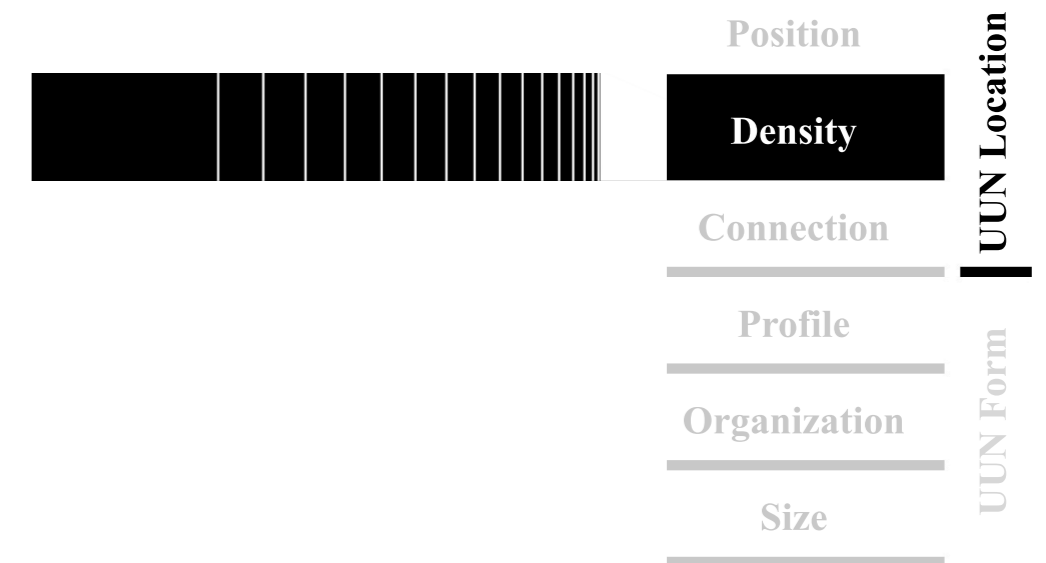 Position
Density
Connection
Profile
Organization
Size
UUN Location
UUN Form